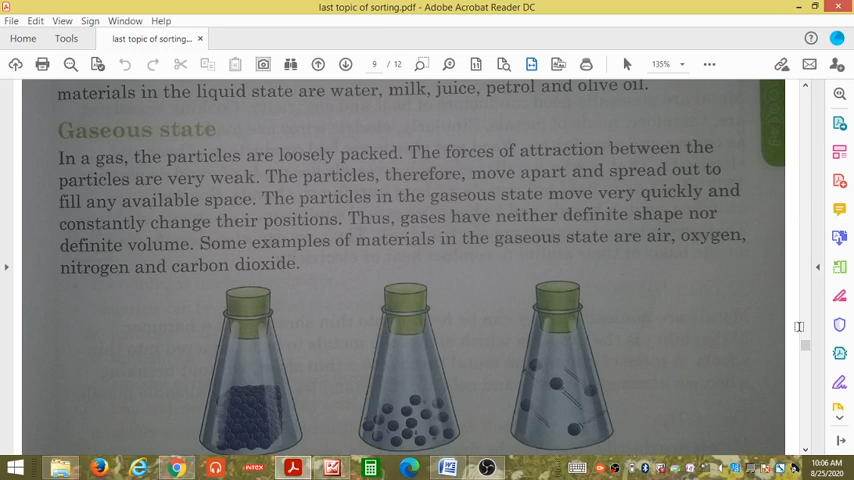 last topic of sorting.pdf - Adobe Acrobat Reader DC
File Edit View Sign Window Help
Home Tools last topic of sorting... ×
9 / 12 135%
materials in the liquid state are water, milk, juice, petrol and olive oil.
Gaseous state
In a gas, the particles are loosely packed. The forces of attraction between the
particles are very weak. The particles, therefore, move apart and spread out to
fill any available space. The particles in the gaseous state move very quickly and
constantly change their positions. Thus, gases have neither definite shape nor
definite volume. Some examples of materials in the gaseous state are air, oxygen,
nitrogen and carbon dioxide.
10:06 AM
8/25/2020